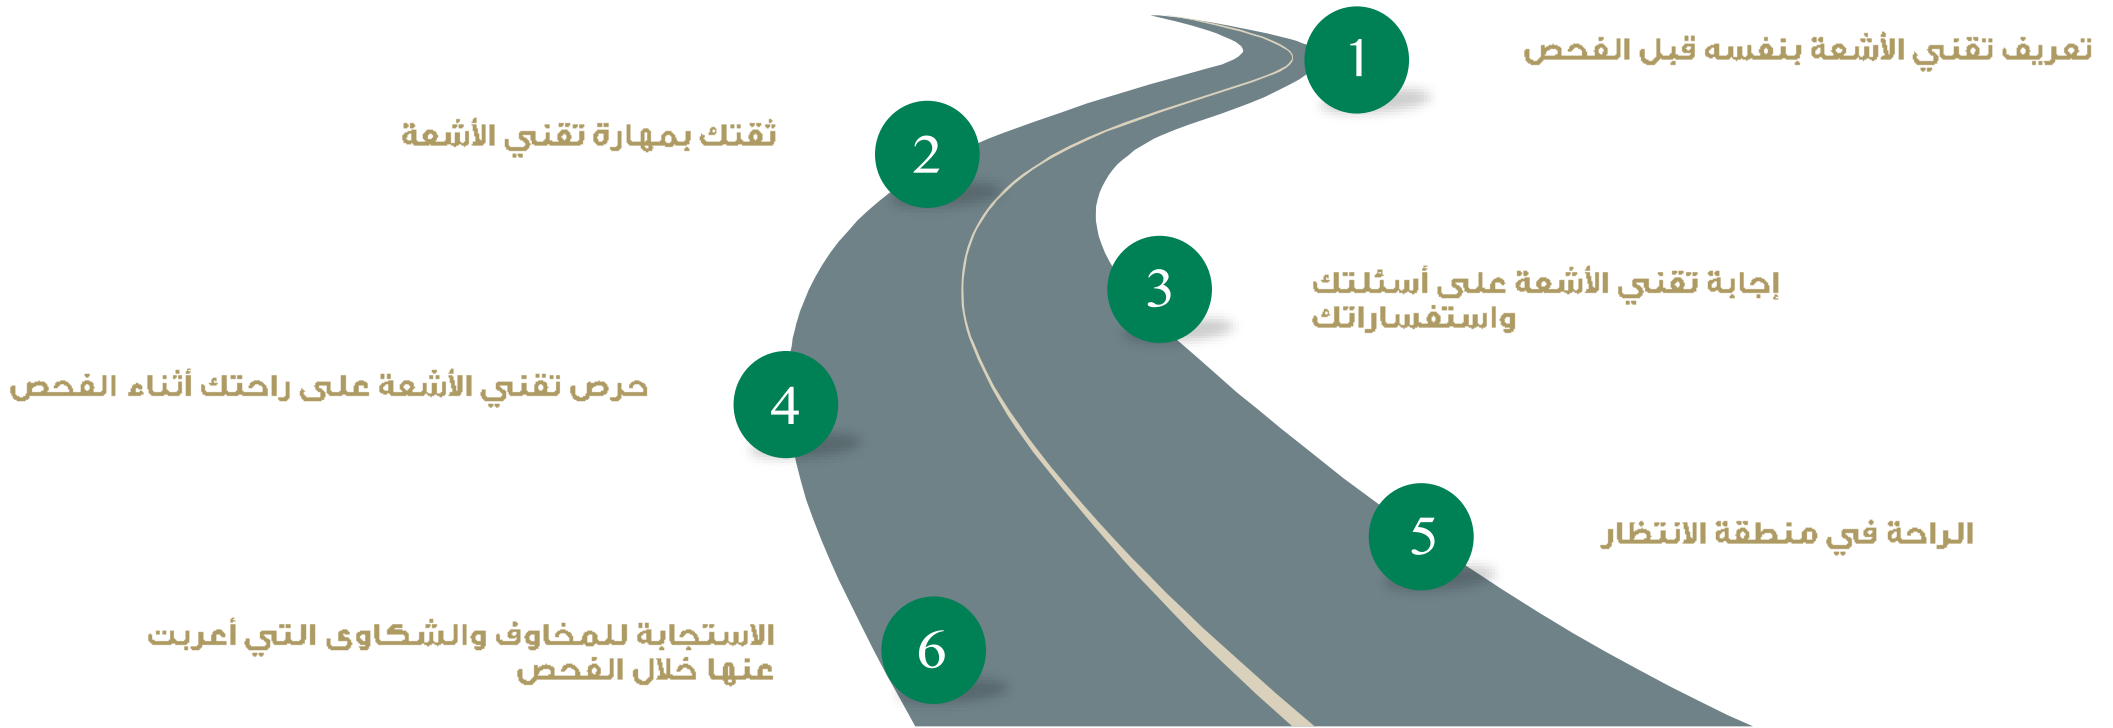 1
تعريف تقني الأشعة بنفسه قبل الفحص
2
ثقتك بمهارة تقني الأشعة
3
إجابة تقني الأشعة على أسئلتك
واستفساراتك
4
حرص تقني الأشعة على راحتك أثناء الفحص
5
الراحة في منطقة الانتظار
6
الاستجابة للمخاوف والشكاوى التي أعربت
عنها خلال الفحص